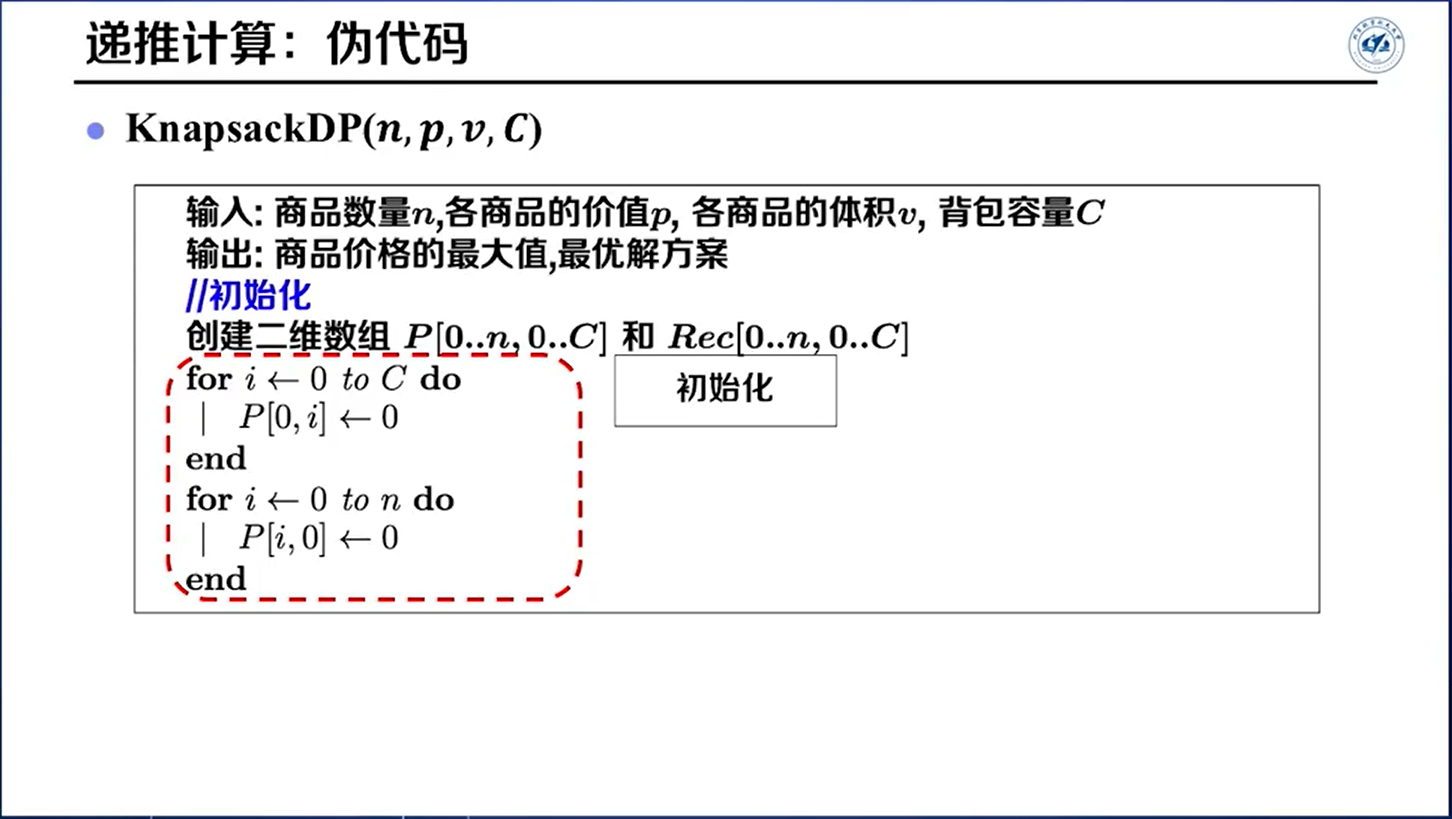 递推计算：伪代码
● KnapsackDP(n, p, v, C)
输入: 商品数量n,各商品的价值p, 各商品的体积v, 背包容量C
输出: 商品价格的最大值,最优解方案
//初始化
创建二维数组 P[0..n, 0..C] 和 Rec[0..n, 0..C]
for i ← 0 to C do
| P[0, i] ← 0
end
for i ← 0 to n do
| P[i, 0] ← 0
end
初始化